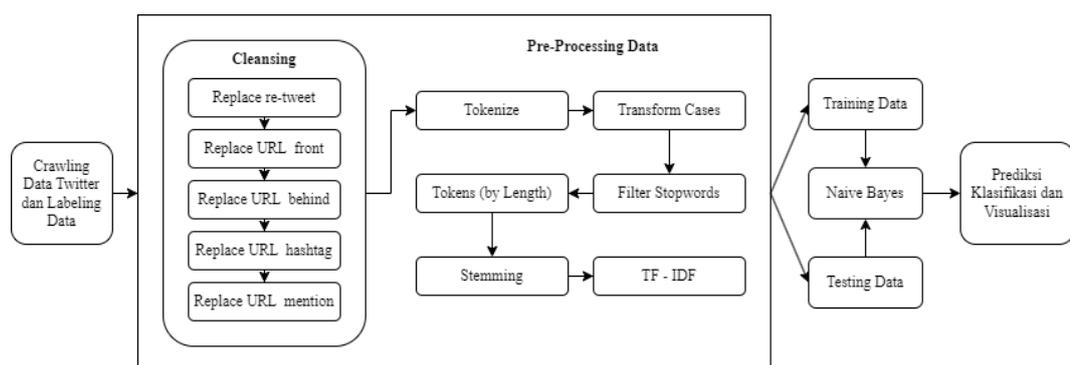 Crawling
Data Twitter
dan Labeling
Data
Pre-Processing Data
Cleansing
Replace re-tweet
Replace URL front
Replace URL behind
Replace URL hashtag
Replace URL mention
Tokenize
Transform Cases
Filter Stopwords
Tokens (by Length)
Stemming
TF - IDF
Training Data
Naive Bayes
Testing Data
Prediksi
Klasifikasi dan
Visualisasi